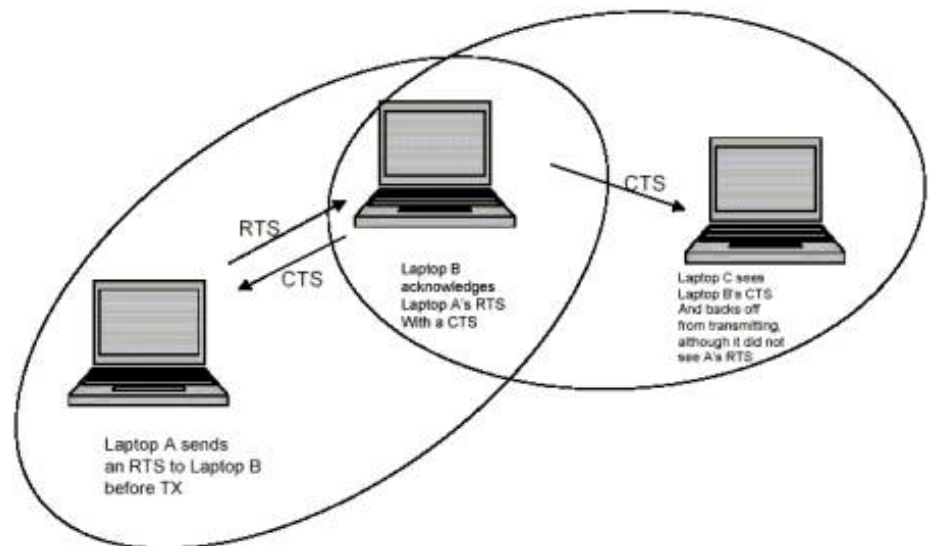 RTS
CTS
CTS
Laptop B
acknowledges
Laptop A's RTS
With a CTS
Laptop C sees
Laptop B's CTS
And backs off
from transmitting,
although it did not
see A's RTS
Laptop A sends
an RTS to Laptop B
before TX